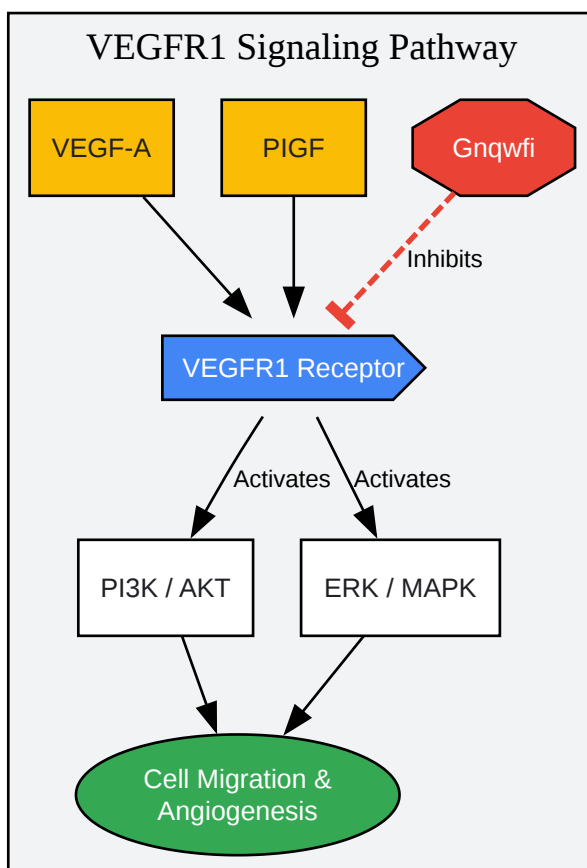 VEGFR1 Signaling Pathway
VEGF-A
PIGF
Gnqwfi
Inhibits
VEGFR1 Receptor
Activates
Activates
PI3K / AKT
ERK / MAPK
Cell Migration &
Angiogenesis